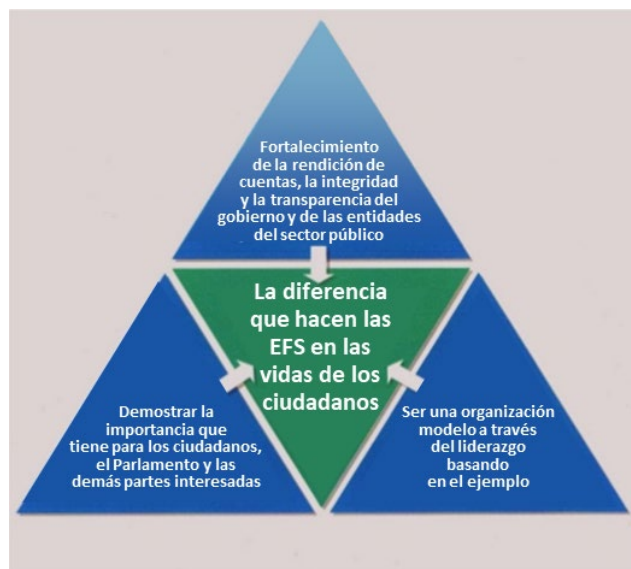 Fortalecimiento
de la rendición de
cuentas, la integridad
y la transparencia del
gobierno y de las entidades
del sector público
La diferencia
que hacen las
EFS en las
vidas de los
ciudadanos
Demostrar la
importancia que
tiene para los ciudadanos,
el Parlamento y las
demás partes interesadas
Ser una organización
modelo a través
del liderazgo
basando
en el ejemplo